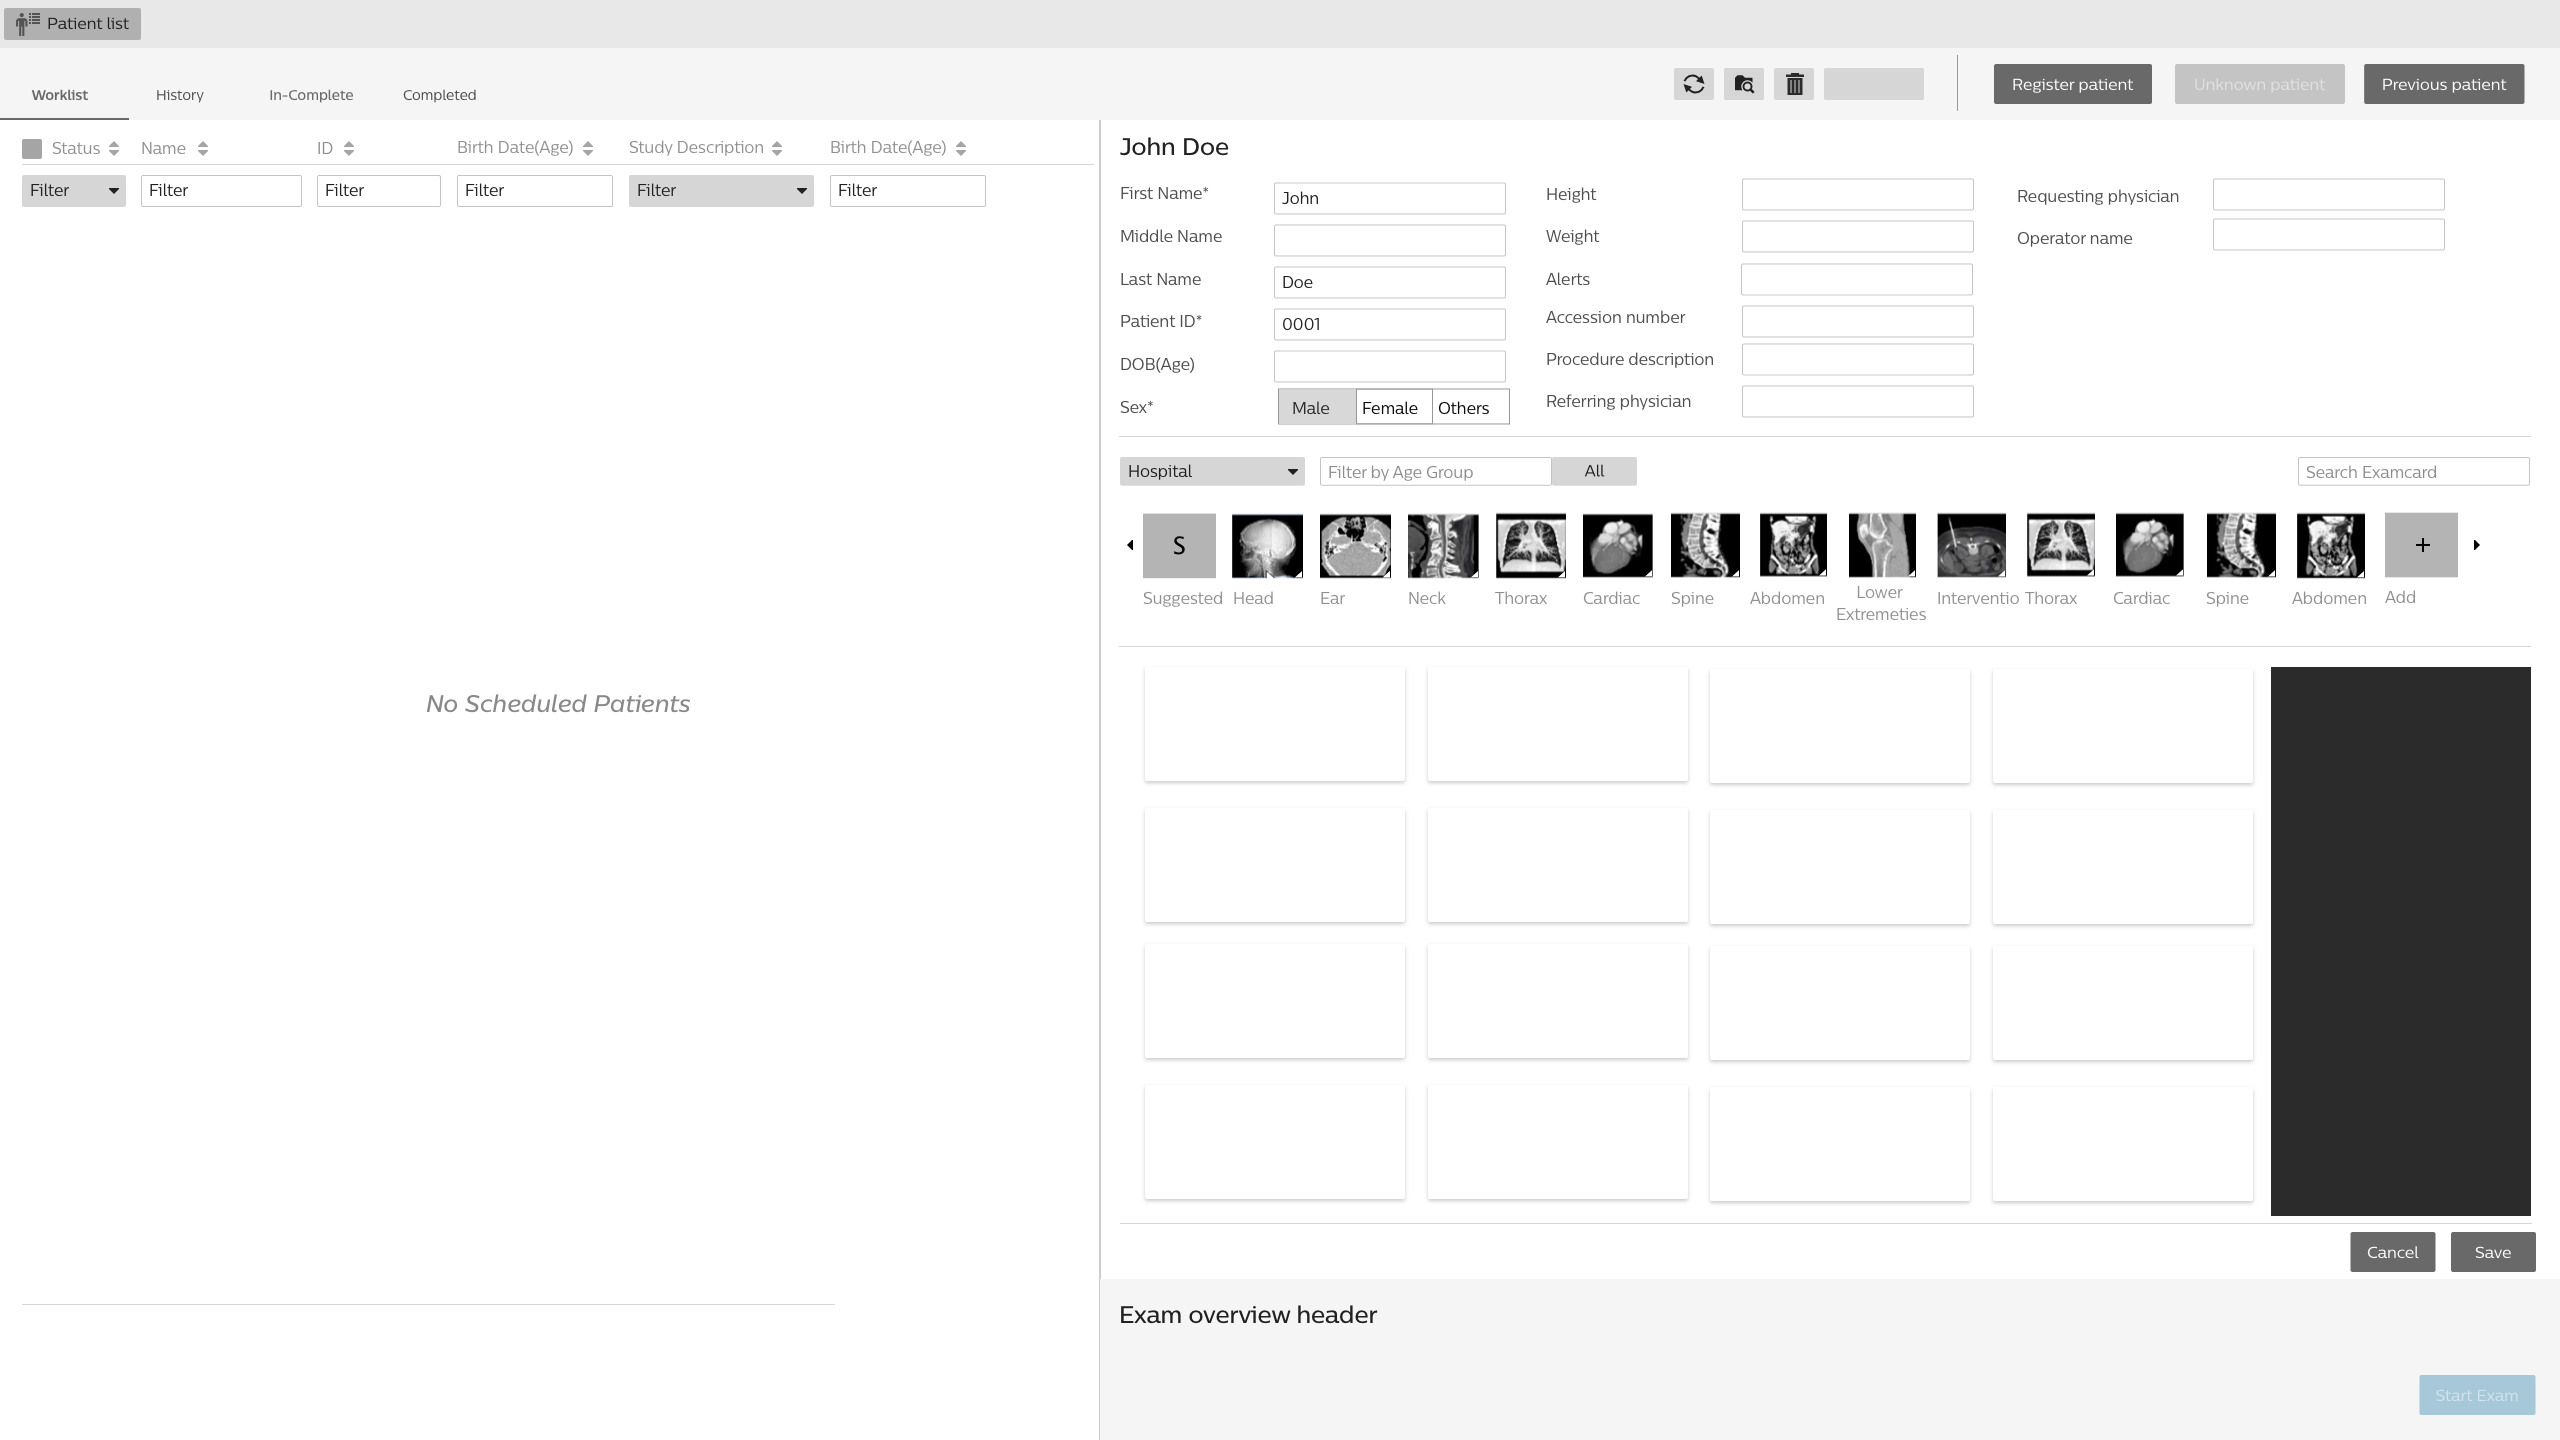 Patient list
Worklist History In-Complete Completed
Register patient Unknown patient Previous patient
Status Name ID Birth Date(Age) Study Description Birth Date(Age)
Filter Filter Filter Filter Filter Filter
No Scheduled Patients
John Doe
First Name* John Height Requesting physician
Middle Name Weight Operator name
Last Name Doe Alerts
Patient ID* 0001 Accession number
DOB(Age) Procedure description
Sex* Male Female Others Referring physician
Hospital Filter by Age Group All Search Examcard
S +
Suggested Head Ear Neck Thorax Cardiac Spine Abdomen Lower Extremeties Interventio Thorax Cardiac Spine Abdomen Add
Cancel Save
Exam overview header
Start Exam